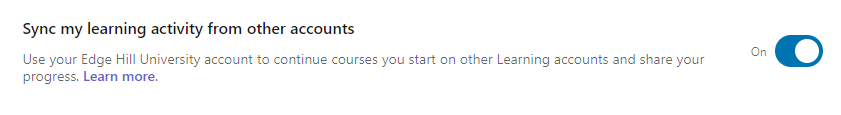 Sync my learning activity from other accounts
Use your Edge Hill University account to continue courses you start on other Learning accounts and share your
On
progress. Learn more.